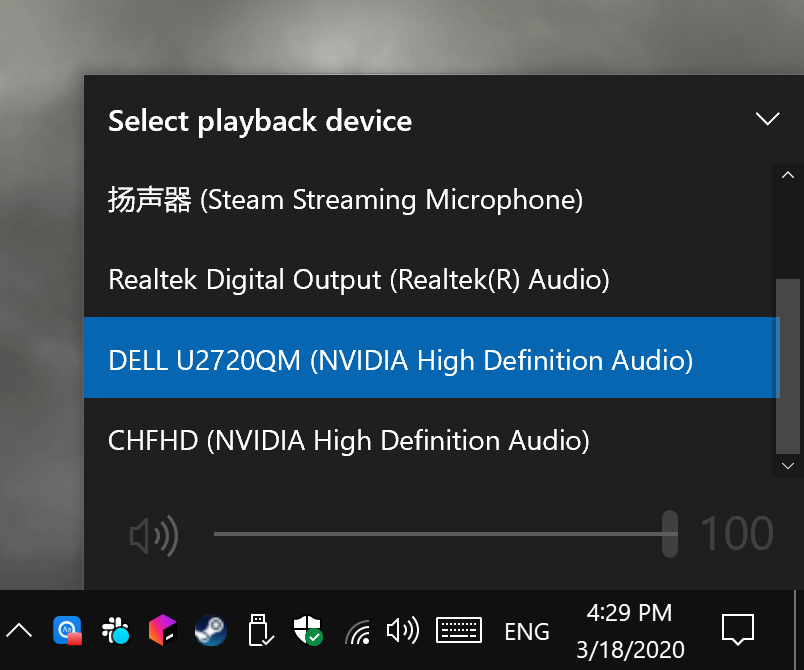 Select playback device
扬声器 (Steam Streaming Microphone)
Realtek Digital Output (Realtek(R) Audio)
DELL U2720QM (NVIDIA High Definition Audio)
CHFHD (NVIDIA High Definition Audio)
100
ENG
4:29 PM
3/18/2020